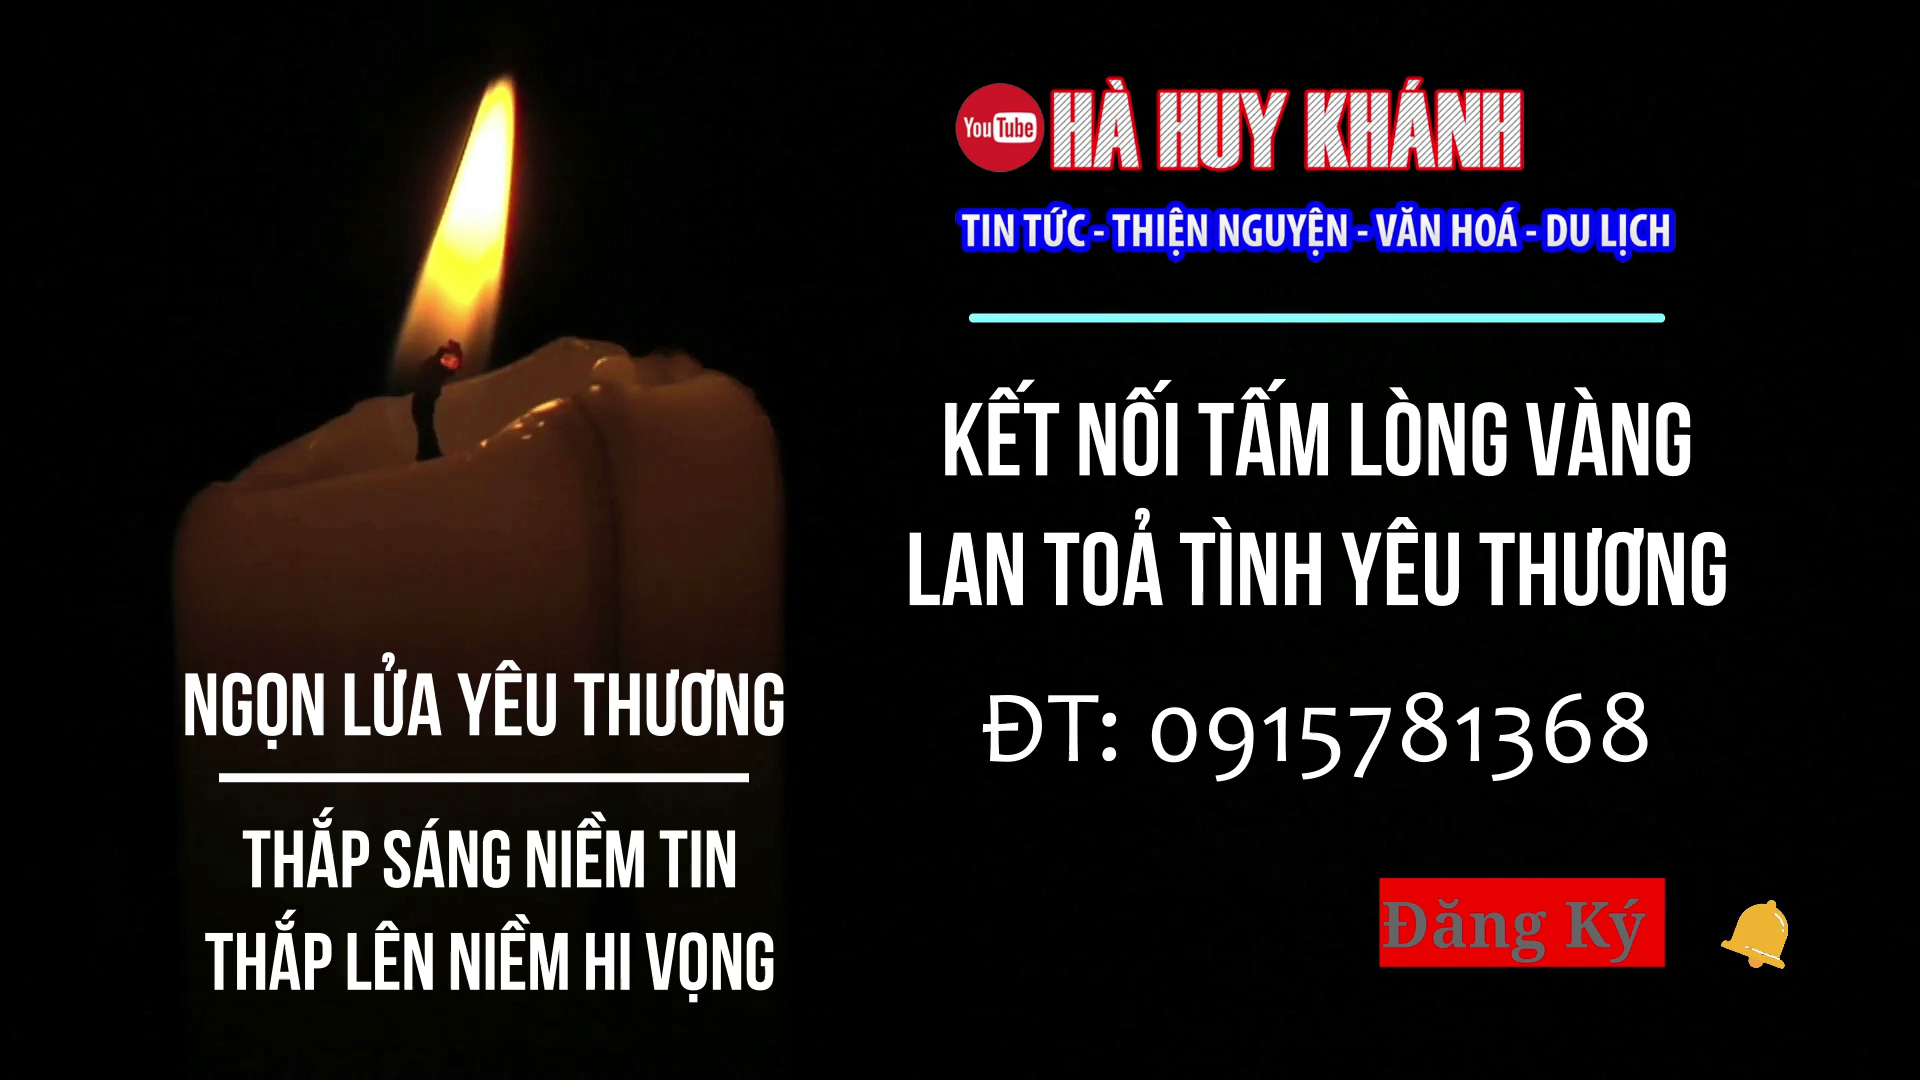 YouTube HÀ HUY KHÁNH
TIN TỨC - THIỆN NGUYỆN - VĂN HOÁ - DU LỊCH
KẾT NỐI TẤM LÒNG VÀNG
LAN TOẢ TÌNH YÊU THƯƠNG
ĐT: 0915781368
Đăng Ký
NGỌN LỬA YÊU THƯƠNG
THẮP SÁNG NIỀM TIN
THẮP LÊN NIỀM HI VỌNG